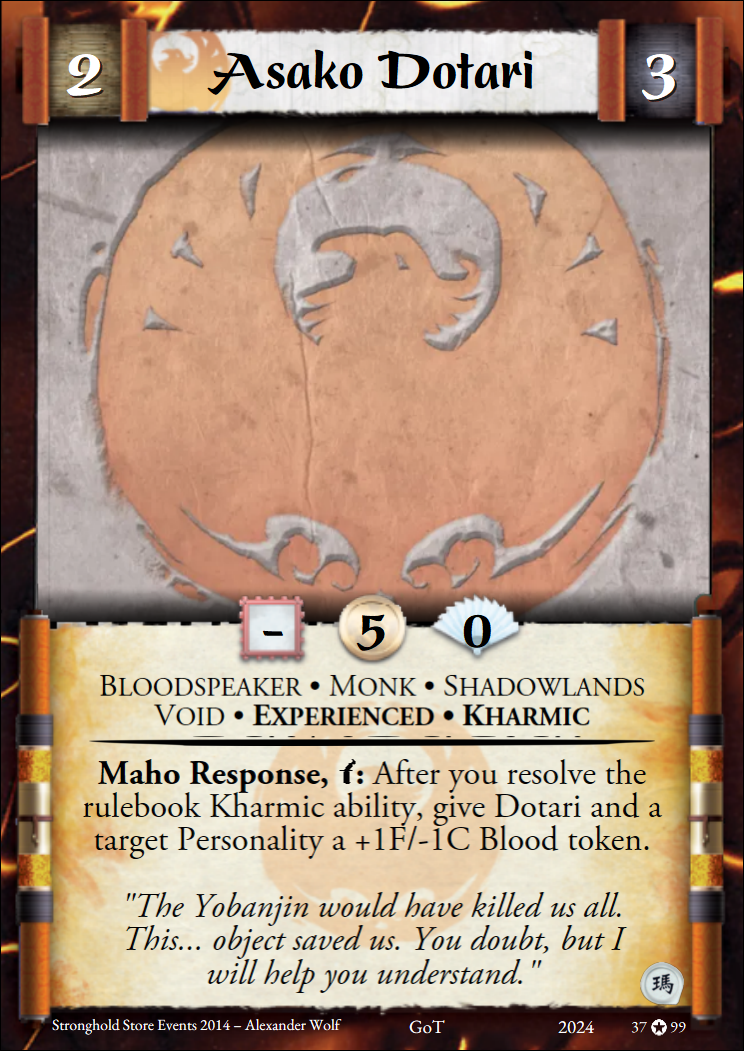 2 Asako Dotari 3
- 5 0
BLOODSPEAKER • MONK • SHADOWLANDS
VOID • EXPERIENCED • KHARMIC
Maho Response, : After you resolve the
rulebook Kharmic ability, give Dotari and a
target Personality a +1F/-1C Blood token.
"The Yobanjin would have killed us all.
This... object saved us. You doubt, but I
will help you understand."
瑪
Stronghold Store Events 2014 – Alexander Wolf GoT 2024 37 ✪ 99